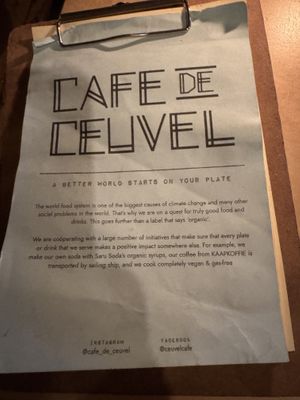 CAFE DE
CEUVEL
A BETTER WORLD STARTS ON YOUR PLATE
The world food system is one of the biggest causes of climate change and many other
social problems in the world. That's why we are on a quest for truly good food and
drinks. This goes further than a label that says 'organic'.
We are cooperating with a large number of initiatives that make sure that every plate
or drink that we serve makes a positive impact somewhere else. For example, we
make our own soda with Saru Soda's organic syrups, our coffee from KAAPKOFFIE is
transported by sailing ship, and we cook completely vegan & gas-free
INSTAGRAM
@cafe_de_ceuvel
FACEBOOK
@ceuvelcafe